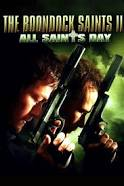 THE BOONDOCK SAINTS II
ALL SAINTS DAY